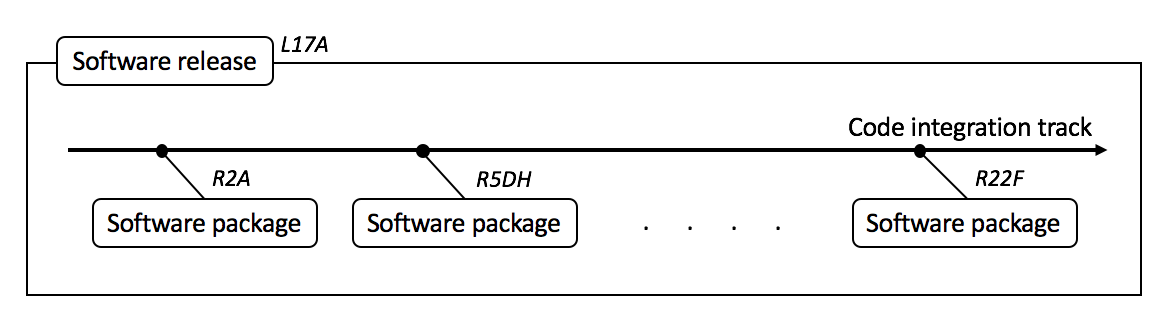 Software release
L17A
Code integration track
R2A
R5DH
R22F
Software package
Software package
. . . .
Software package